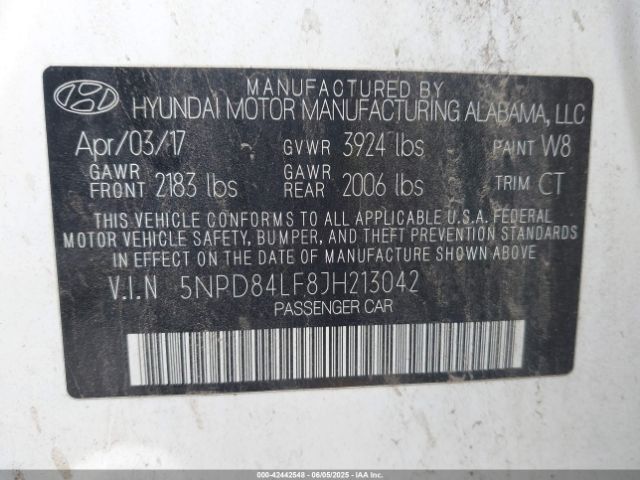 MANUFACTURED BY
HYUNDAI MOTOR MANUFACTURING ALABAMA, LLC
Apr/03/17 GVWR 3924 lbs PAINT W8
GAWR FRONT 2183 lbs GAWR REAR 2006 lbs TRIM CT
THIS VEHICLE CONFORMS TO ALL APPLICABLE U.S.A. FEDERAL
MOTOR VEHICLE SAFETY, BUMPER, AND THEFT PREVENTION STANDARDS
IN EFFECT ON THE DATE OF MANUFACTURE SHOWN ABOVE.
V.I.N 5NPD84LF8JH213042
PASSENGER CAR
000-42442548 - 06/05/2025 - IAAI.COM